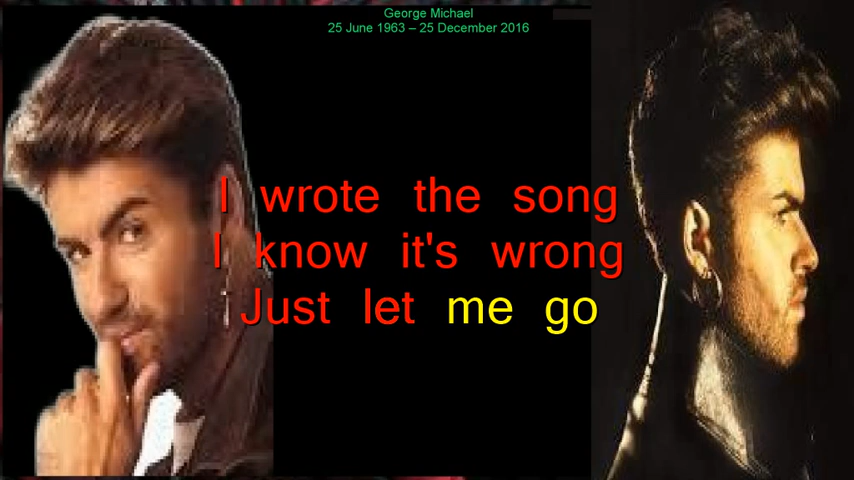 George Michael
25 June 1963 – 25 December 2016
I wrote the song
I know it's wrong
Just let me go